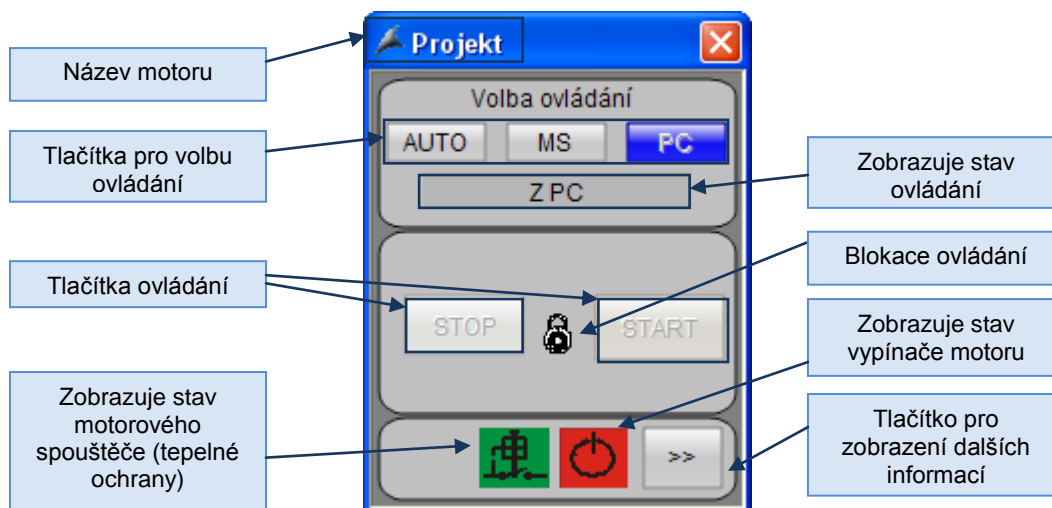 Název motoru
Tlačítka pro volbu
ovládání
Tlačítka ovládání
Zobrazuje stav
motorového
spouštěče (tepelné
ochrany)
Projekt
Volba ovládání
AUTO MS PC
Z PC
STOP START
>>
Zobrazuje stav
ovládání
Blokace ovládání
Zobrazuje stav
vypínače motoru
Tlačítko pro
zobrazení dalších
informací